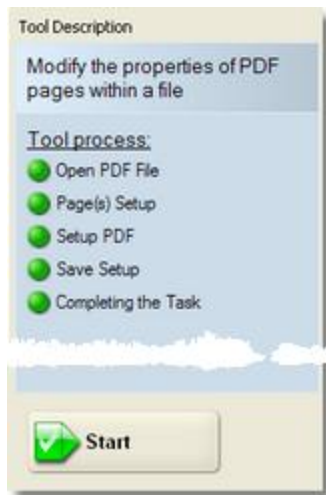 Tool Description
Modify the properties of PDF
pages within a file
Tool process:
Open PDF File
Page(s) Setup
Setup PDF
Save Setup
Completing the Task
Start